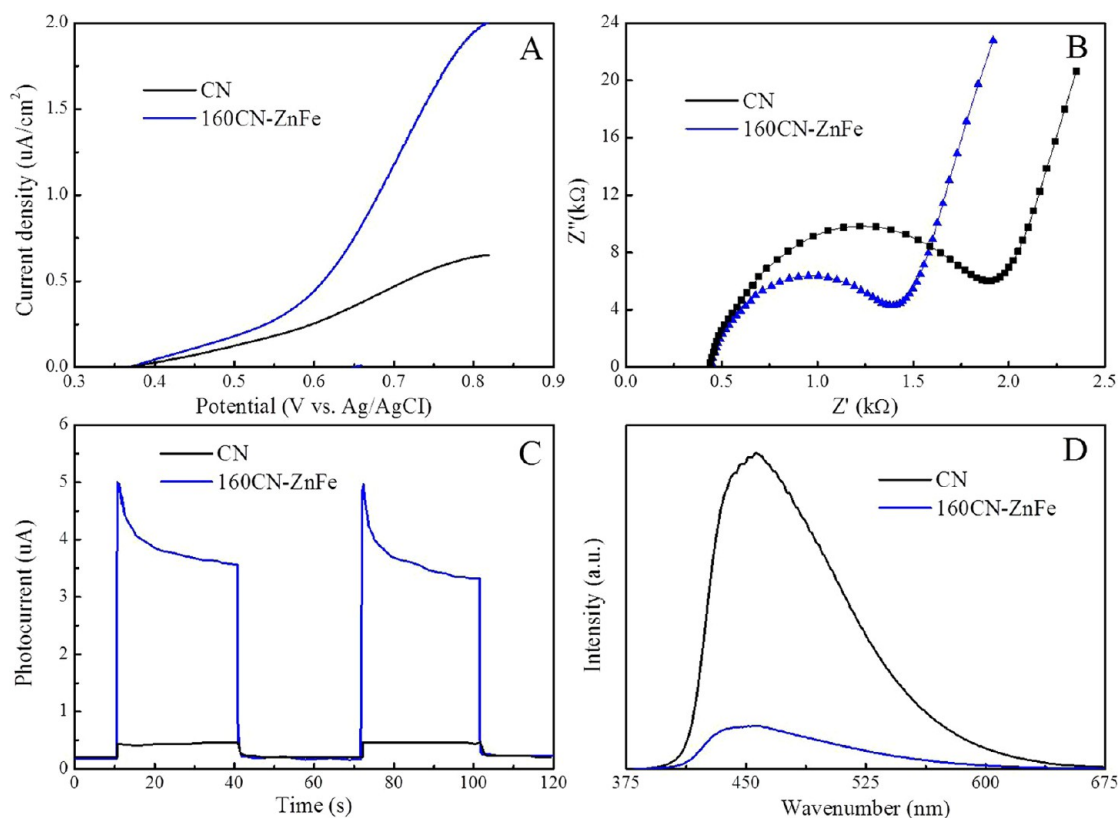 A
CN
160CN-ZnFe
Current density (uA/cm²)
2.0
1.5
1.0
0.5
0.0
0.3 0.4 0.5 0.6 0.7 0.8 0.9
Potential (V vs. Ag/AgCl)
B
CN
160CN-ZnFe
Z''(kΩ)
24
20
16
12
8
4
0
0.0 0.5 1.0 1.5 2.0 2.5
Z' (kΩ)
C
CN
160CN-ZnFe
Photocurrent (uA)
6
5
4
3
2
1
0
0 20 40 60 80 100 120
Time (s)
D
CN
160CN-ZnFe
Intensity (a.u.)
375 450 525 600 675
Wavenumber (nm)